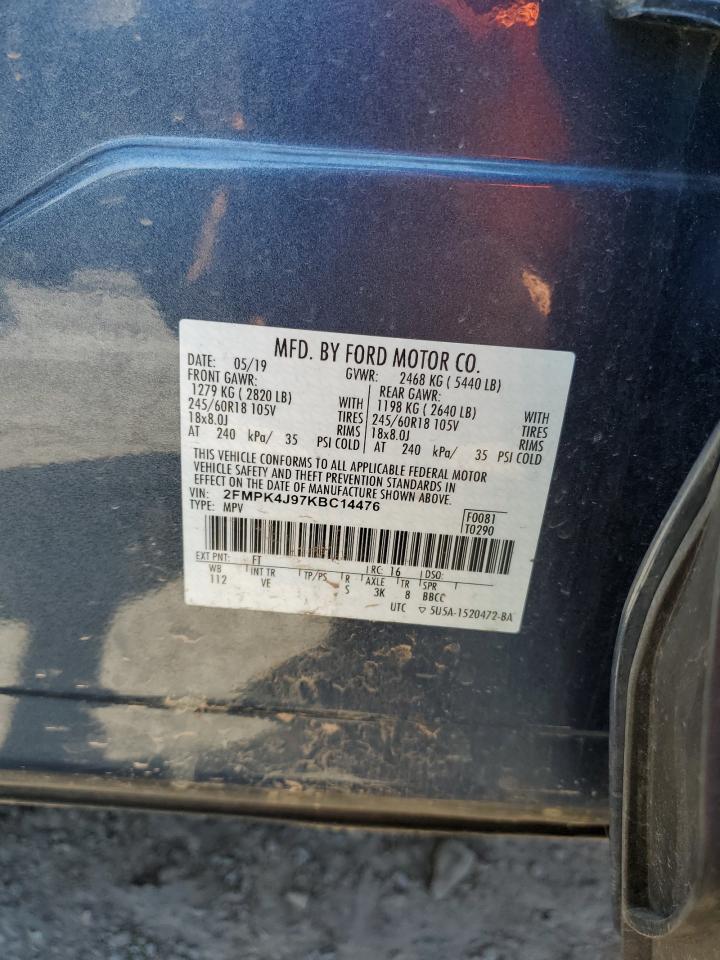 MFD. BY FORD MOTOR CO.
DATE: 05/19 GVWR: 2468 KG ( 5440 LB)
FRONT GAWR: REAR GAWR:
1279 KG ( 2820 LB) WITH 1198 KG ( 2640 LB) WITH
245/60R18 105V TIRES 245/60R18 105V TIRES
18x8.0J RIMS 18x8.0J RIMS
AT 240 kPa/ 35 PSI COLD AT 240 kPa/ 35 PSI COLD
THIS VEHICLE CONFORMS TO ALL APPLICABLE FEDERAL MOTOR
VEHICLE SAFETY AND THEFT PREVENTION STANDARDS IN
EFFECT ON THE DATE OF MANUFACTURE SHOWN ABOVE.
VIN: 2FMPK4J97KBC14476 F0081
TYPE: MPV T0290
EXT PNT: FT RC: 16 DSO:
WB INT TR TP/PS R AXLE TR SPR
112 VE S 3K 8 BBCC
UTC ▽ 5U5A-1520472-BA